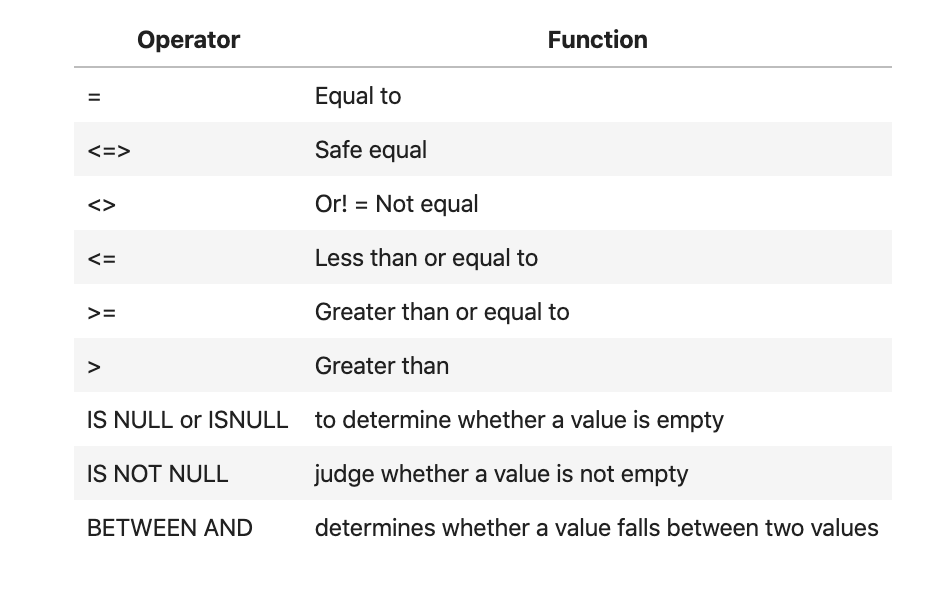 Operator Function
= Equal to
<=> Safe equal
<> Or! = Not equal
<= Less than or equal to
>= Greater than or equal to
> Greater than
IS NULL or ISNULL to determine whether a value is empty
IS NOT NULL judge whether a value is not empty
BETWEEN AND determines whether a value falls between two values